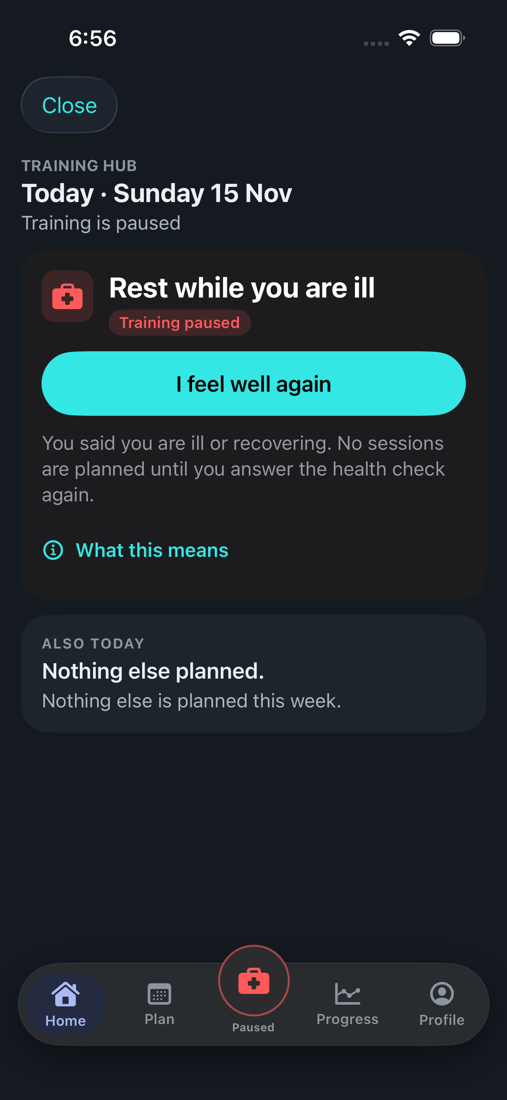 6:56
Close
TRAINING HUB
Today · Sunday 15 Nov
Training is paused
Rest while you are ill
Training paused
I feel well again
You said you are ill or recovering. No sessions
are planned until you answer the health check
again.
What this means
ALSO TODAY
Nothing else planned.
Nothing else is planned this week.
Home
Plan
Paused
Progress
Profile